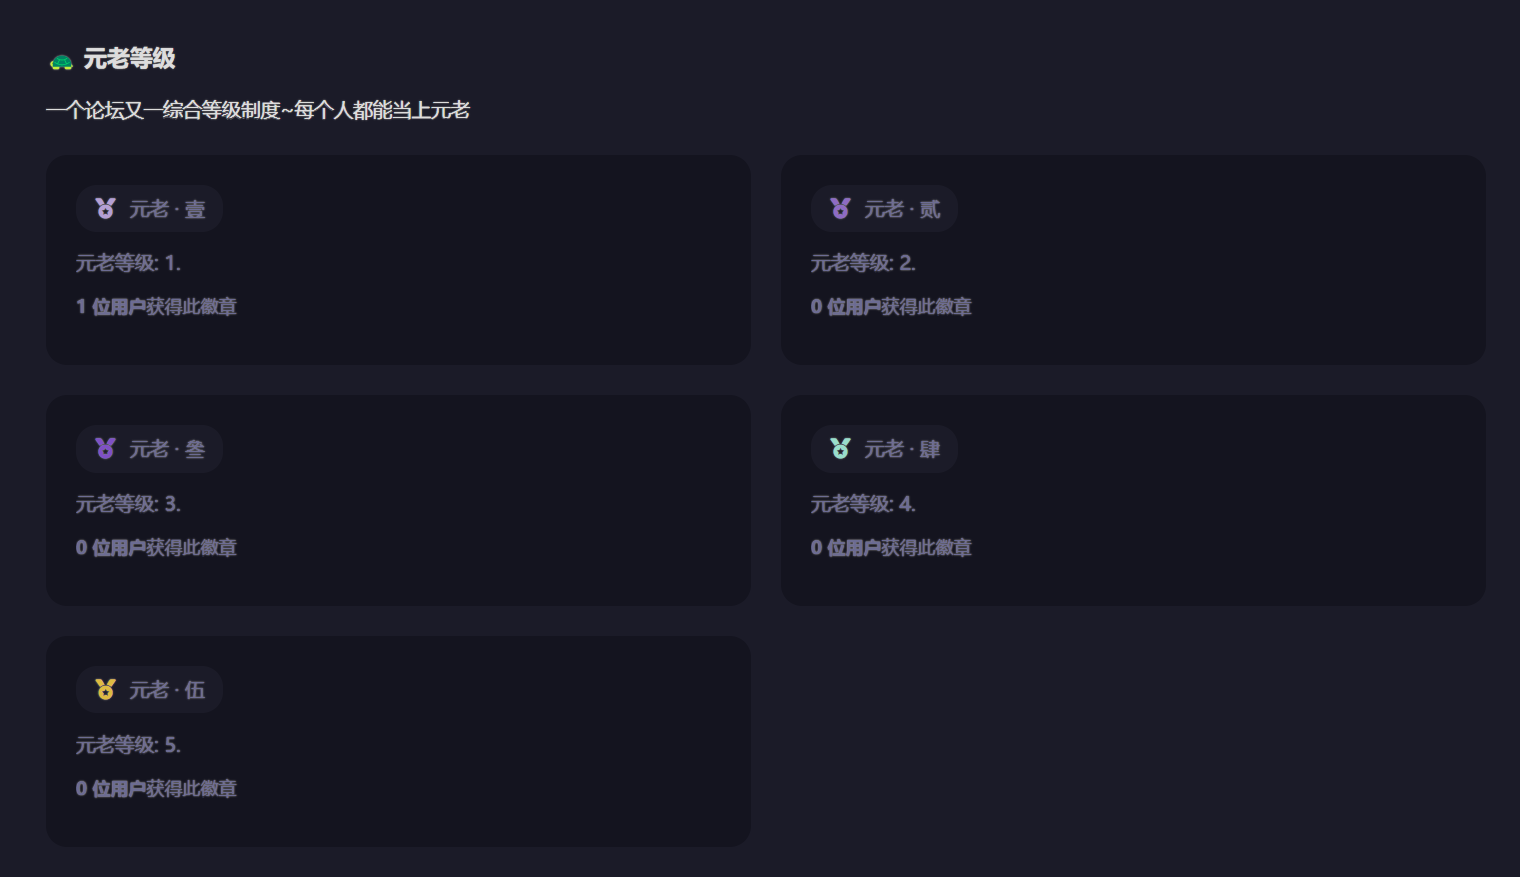 元老等级
一个论坛又一综合等级制度~每个人都能当上元老
元老 · 壹
元老等级: 1.
1 位用户获得此徽章
元老 · 贰
元老等级: 2.
0 位用户获得此徽章
元老 · 叁
元老等级: 3.
0 位用户获得此徽章
元老 · 肆
元老等级: 4.
0 位用户获得此徽章
元老 · 伍
元老等级: 5.
0 位用户获得此徽章